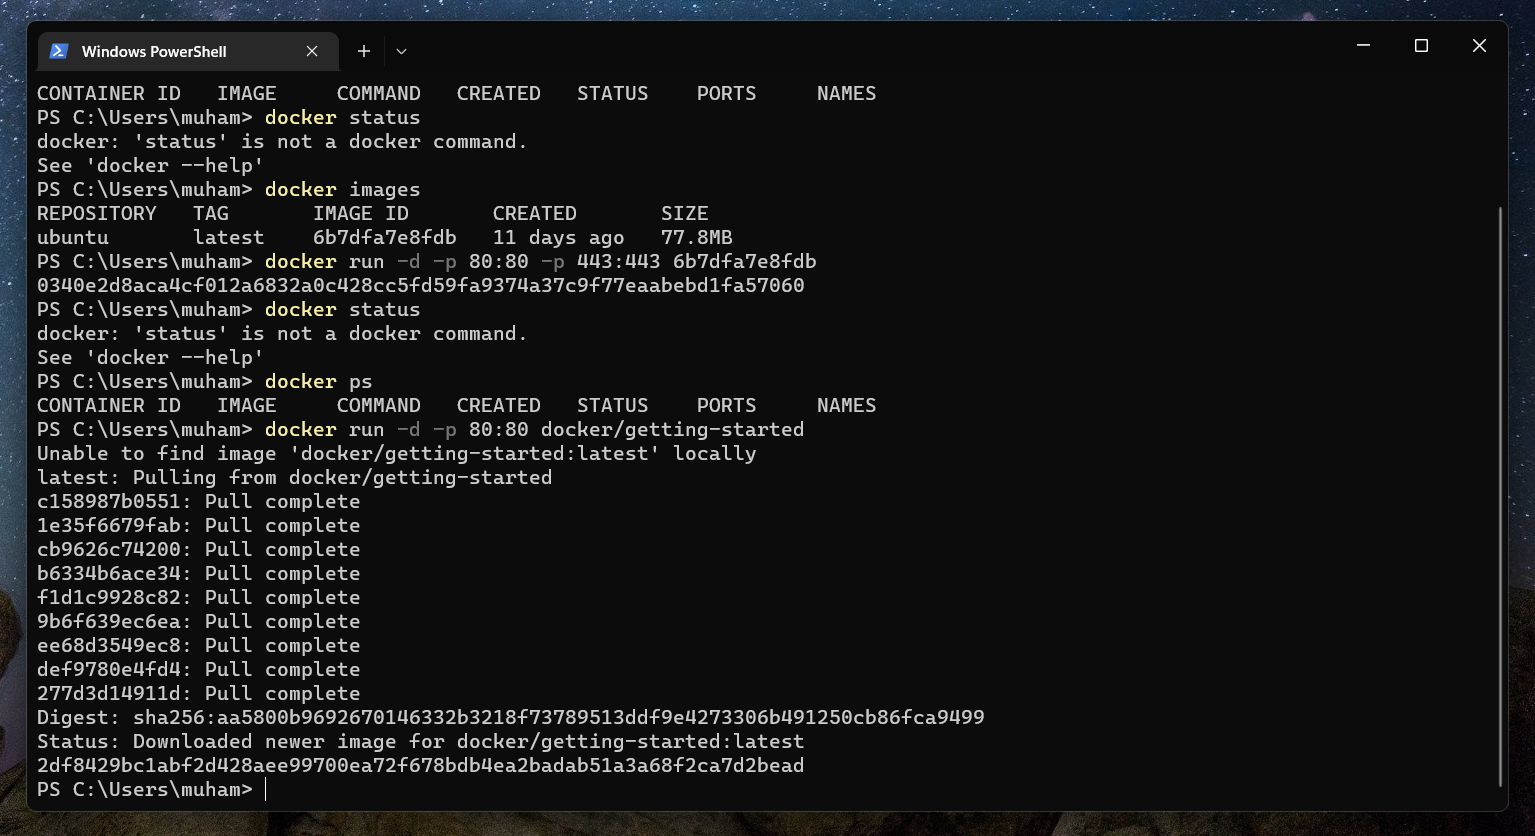 Windows PowerShell
CONTAINER ID   IMAGE     COMMAND   CREATED   STATUS    PORTS     NAMES
PS C:\Users\muham> docker status
docker: 'status' is not a docker command.
See 'docker --help'
PS C:\Users\muham> docker images
REPOSITORY   TAG       IMAGE ID       CREATED       SIZE
ubuntu       latest    6b7dfa7e8fdb   11 days ago   77.8MB
PS C:\Users\muham> docker run -d -p 80:80 -p 443:443 6b7dfa7e8fdb
0340e2d8aca4cf012a6832a0c428cc5fd59fa9374a37c9f77eaabebd1fa57060
PS C:\Users\muham> docker status
docker: 'status' is not a docker command.
See 'docker --help'
PS C:\Users\muham> docker ps
CONTAINER ID   IMAGE     COMMAND   CREATED   STATUS    PORTS     NAMES
PS C:\Users\muham> docker run -d -p 80:80 docker/getting-started
Unable to find image 'docker/getting-started:latest' locally
latest: Pulling from docker/getting-started
c158987b0551: Pull complete
1e35f6679fab: Pull complete
cb9626c74200: Pull complete
b6334b6ace34: Pull complete
f1d1c9928c82: Pull complete
9b6f639ec6ea: Pull complete
ee68d3549ec8: Pull complete
def9780e4fd4: Pull complete
277d3d14911d: Pull complete
Digest: sha256:aa5800b9692670146332b3218f73789513ddf9e4273306b491250cb86fca9499
Status: Downloaded newer image for docker/getting-started:latest
2df8429bc1abf2d428aee99700ea72f678bdb4ea2badab51a3a68f2ca7d2bead
PS C:\Users\muham>